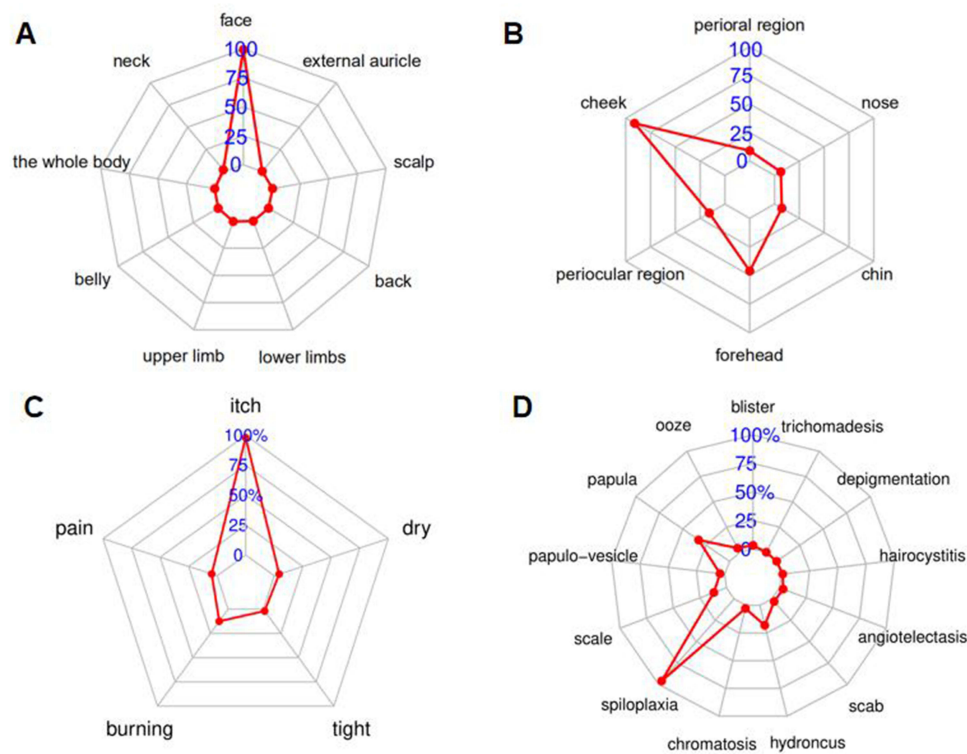 A
face
100
75
50
25
0
neck
external auricle
the whole body
scalp
belly
back
upper limb
lower limbs
B
perioral region
100
75
50
25
0
cheek
nose
periocular region
chin
forehead
C
itch
100%
75
50%
25
0
pain
dry
burning
tight
D
blister
100%
75
50%
25
0
ooze
trichomadesis
papula
depigmentation
papulo-vesicle
hairocystitis
scale
angiotelectasis
spiloplaxia
scab
chromatosis
hydroncus